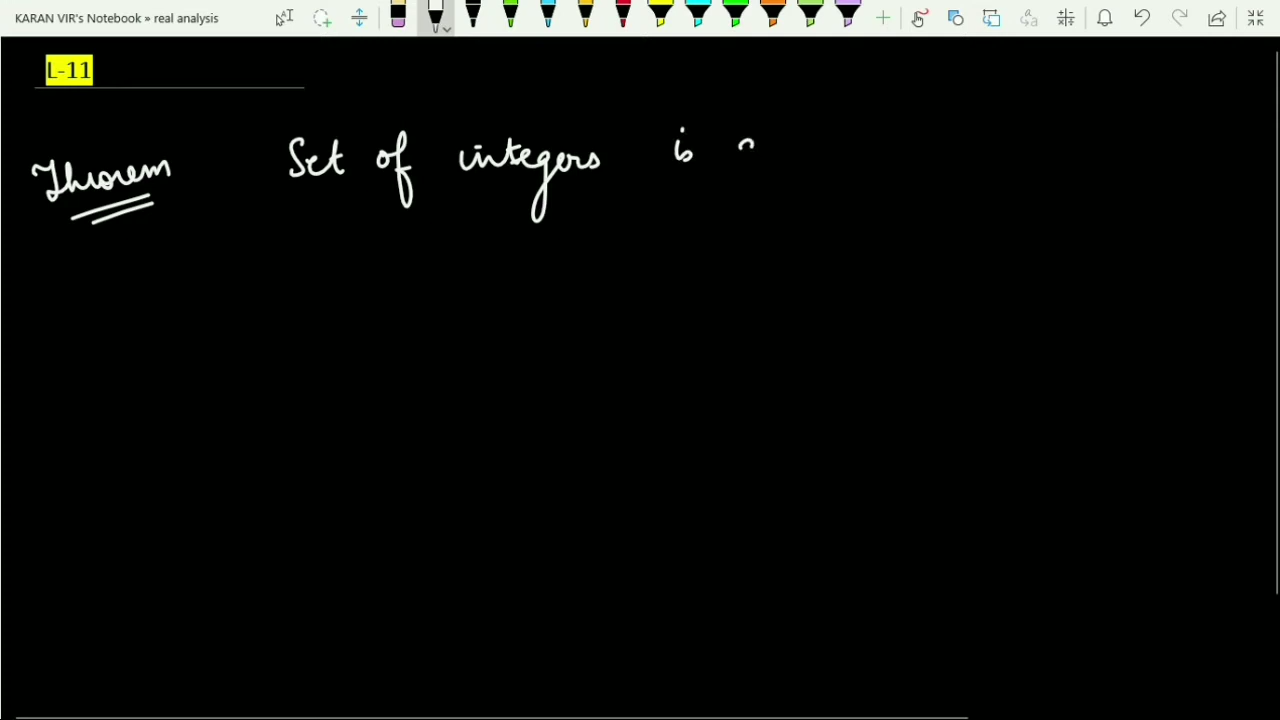 KARAN VIR's Notebook » real analysis
L-11
Theorem Set of integers is